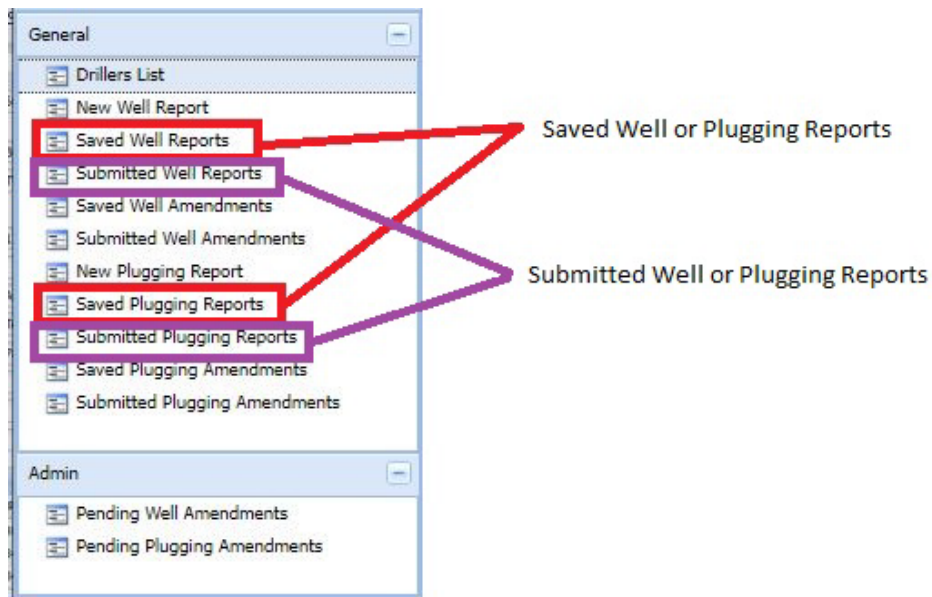 General
Drillers List
New Well Report
Saved Well Reports
Submitted Well Reports
Saved Well Amendments
Submitted Well Amendments
New Plugging Report
Saved Plugging Reports
Submitted Plugging Reports
Saved Plugging Amendments
Submitted Plugging Amendments
Admin
Pending Well Amendments
Pending Plugging Amendments
Saved Well or Plugging Reports
Submitted Well or Plugging Reports